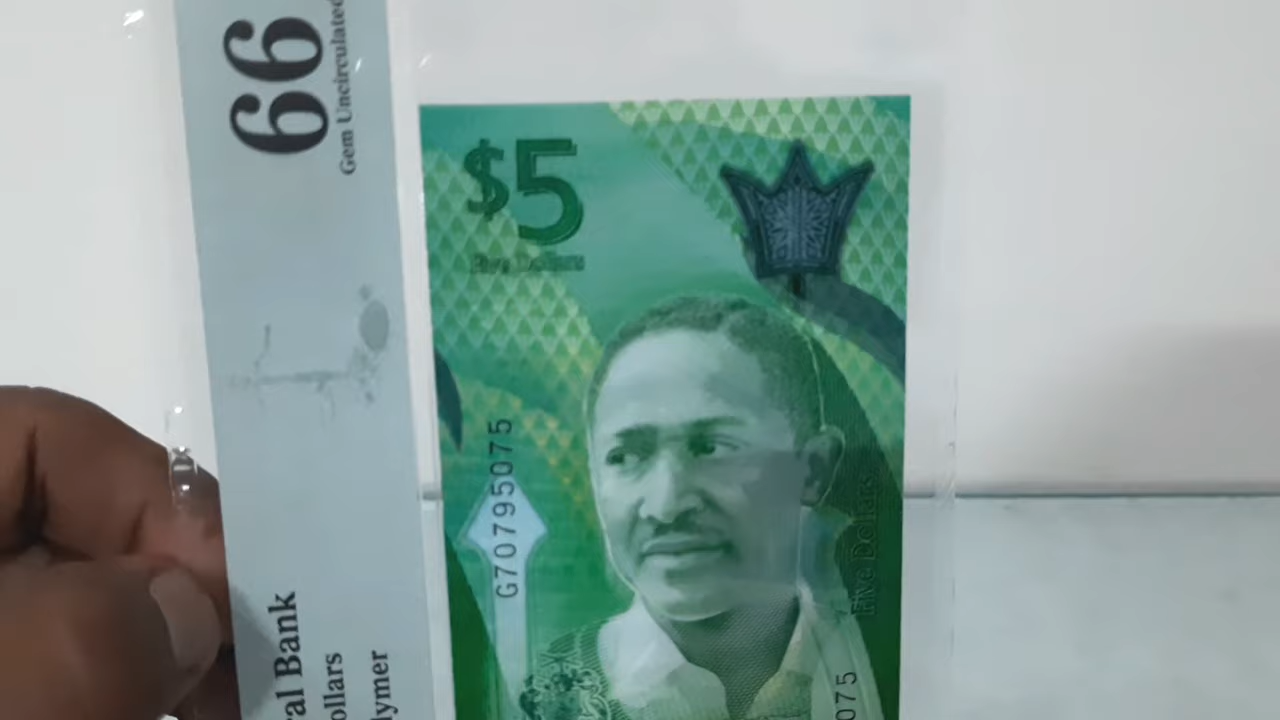 66
Gem Uncirculated
ral Bank
ollars
lymer
$5
Five Dollars
G70795075
Five Dollars
075